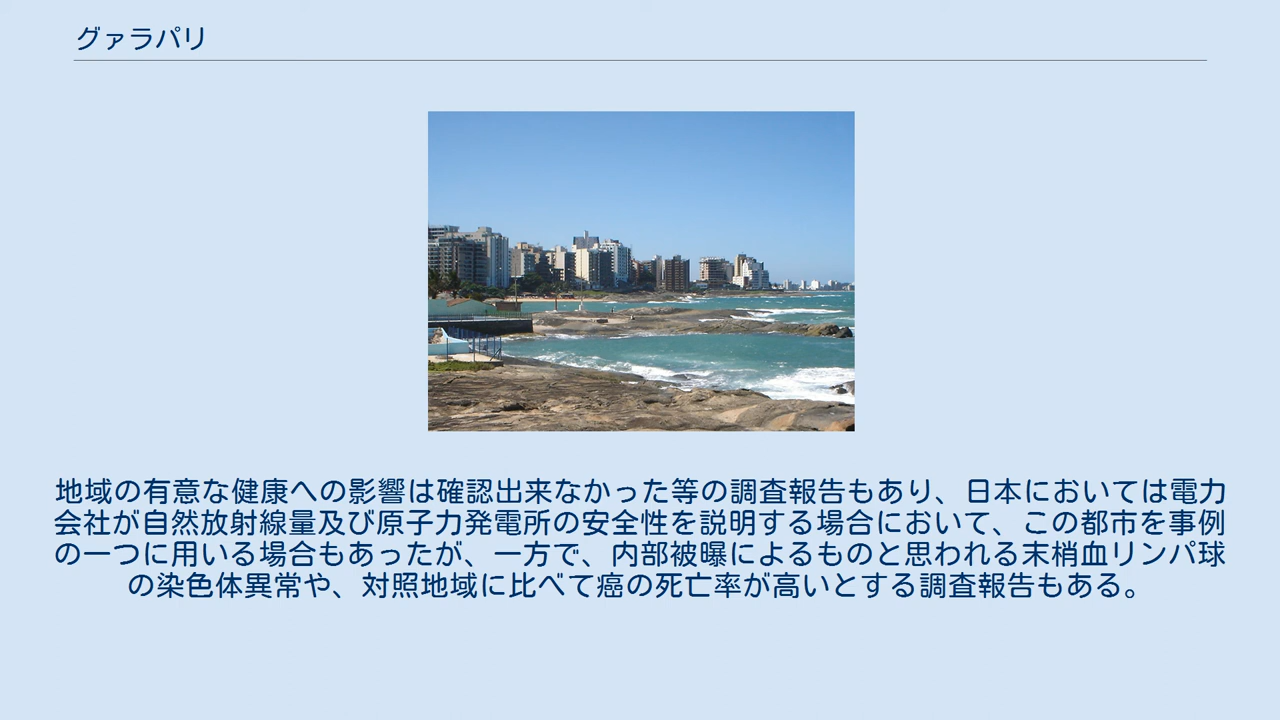 グァラパリ
地域の有意な健康への影響は確認出来なかった等の調査報告もあり、日本においては電力
会社が自然放射線量及び原子力発電所の安全性を説明する場合において、この都市を事例
の一つに用いる場合もあったが、一方で、内部被曝によるものと思われる末梢血リンパ球
の染色体異常や、対照地域に比べて癌の死亡率が高いとする調査報告もある。